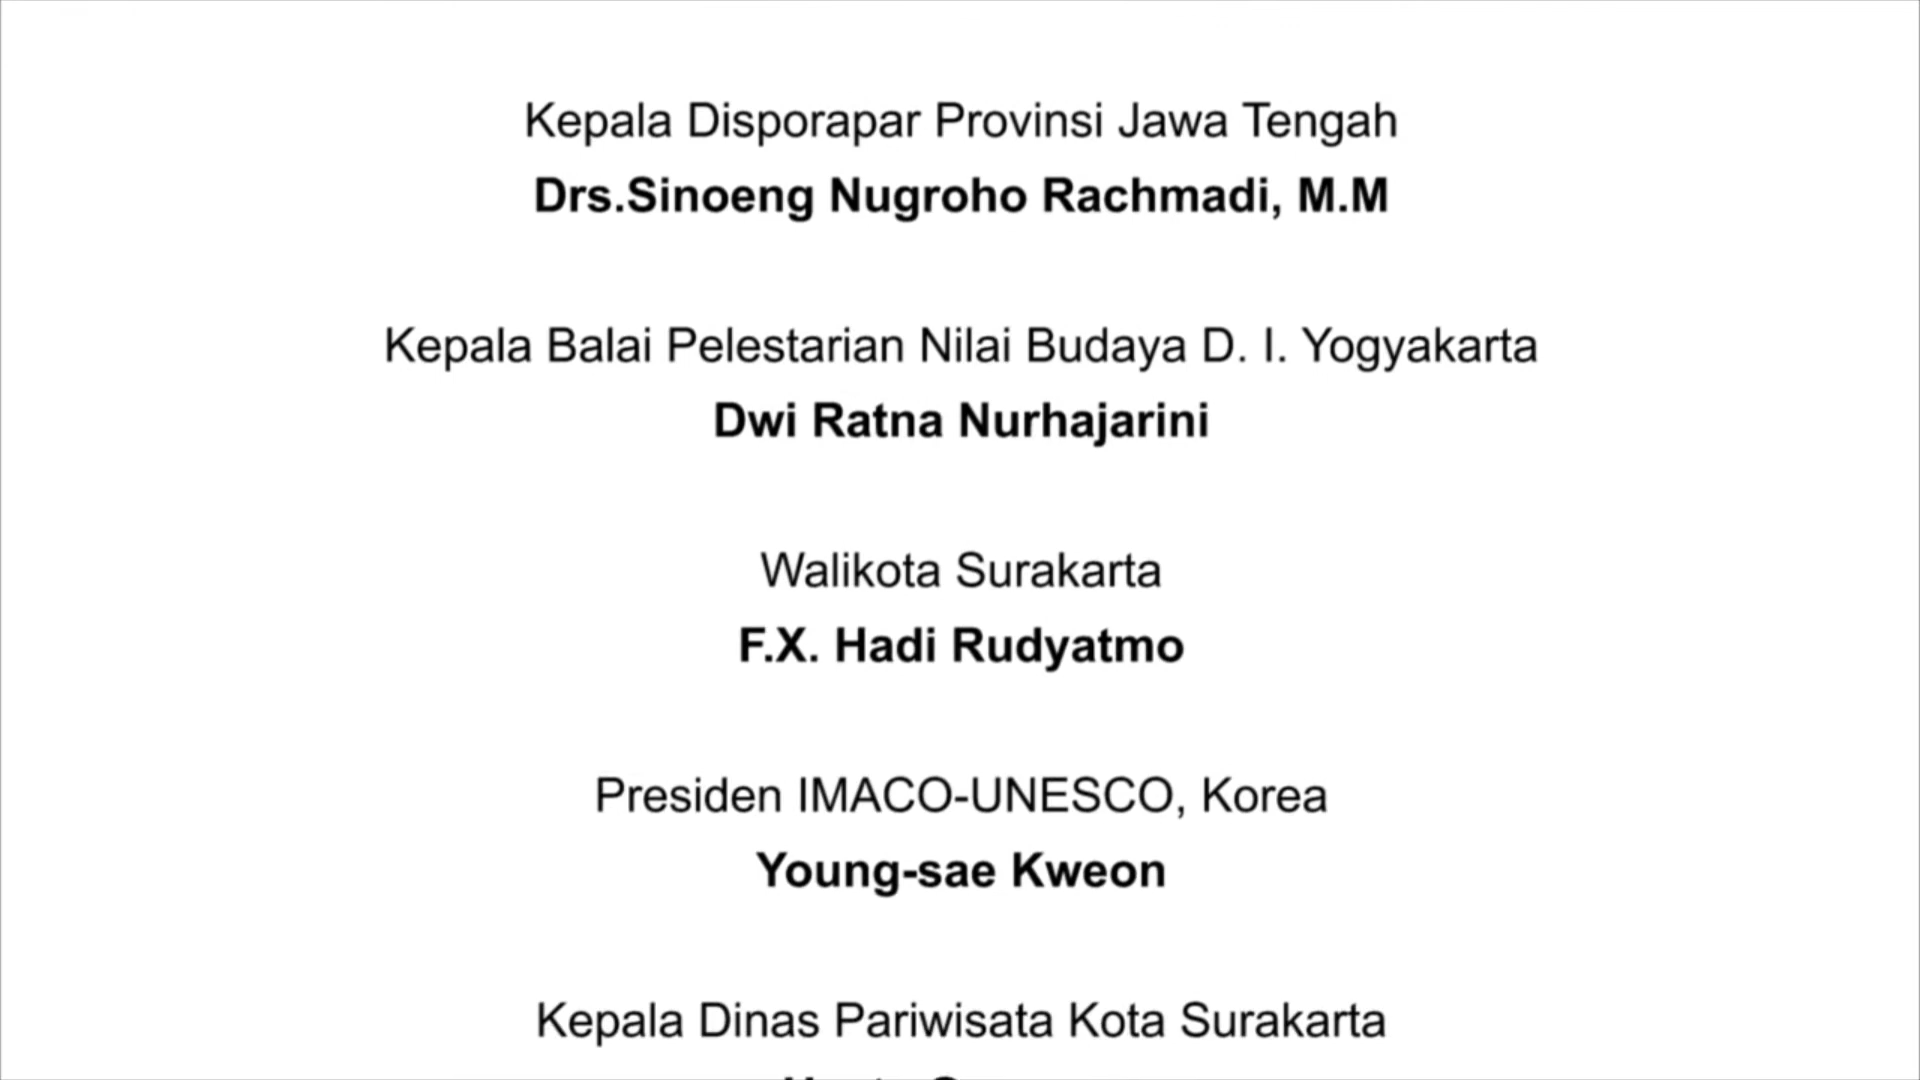 Kepala Disporapar Provinsi Jawa Tengah
Drs.Sinoeng Nugroho Rachmadi, M.M
Kepala Balai Pelestarian Nilai Budaya D. I. Yogyakarta
Dwi Ratna Nurhajarini
Walikota Surakarta
F.X. Hadi Rudyatmo
Presiden IMACO-UNESCO, Korea
Young-sae Kweon
Kepala Dinas Pariwisata Kota Surakarta